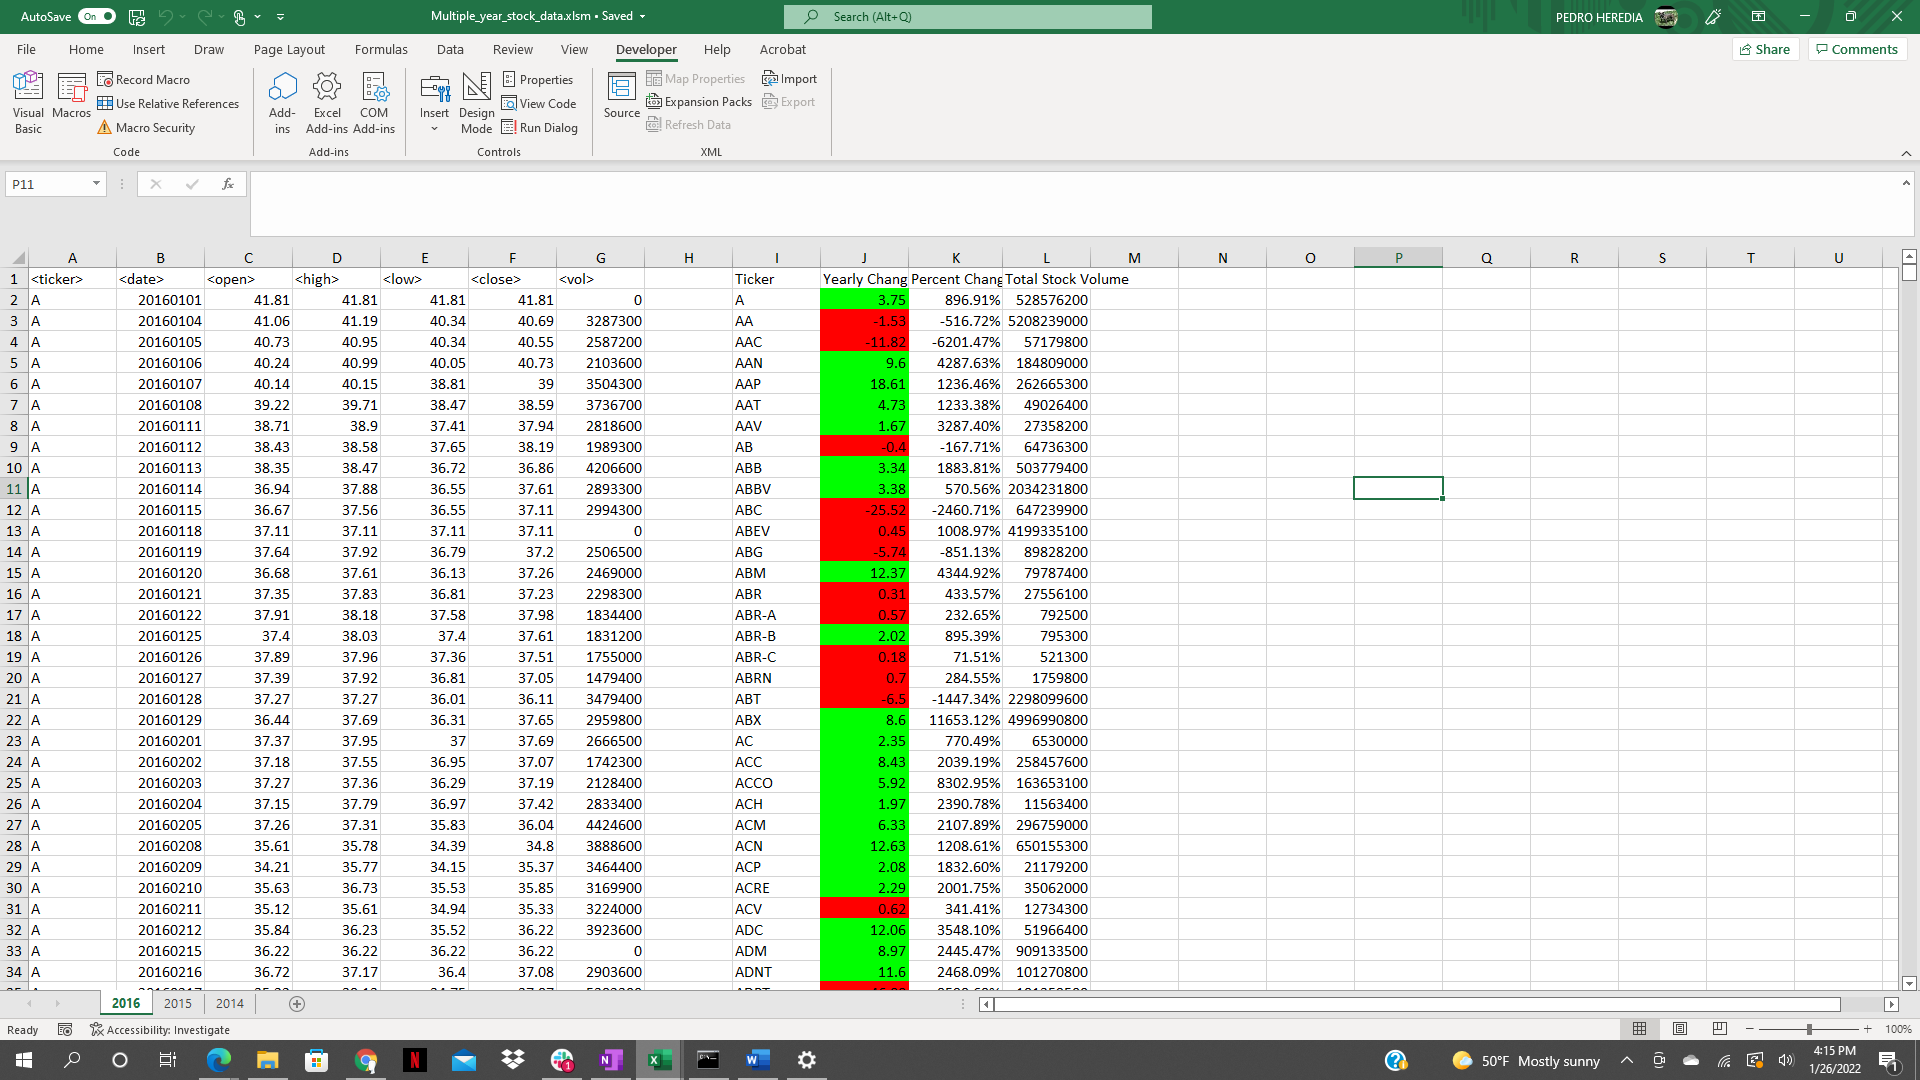 AutoSave On Multiple_year_stock_data.xlsm • Saved Search (Alt+Q) PEDRO HEREDIA
File Home Insert Draw Page Layout Formulas Data Review View Developer Help Acrobat Share Comments
Visual Basic Macros Record Macro Use Relative References Macro Security
Add-ins Excel Add-ins COM Add-ins
Insert Design Mode Properties View Code Run Dialog
Source Map Properties Expansion Packs Refresh Data Import Export
Code Add-ins Controls XML
P11 fx
A B C D E F G H I J K L M N O P Q R S T U
1 <ticker> <date> <open> <high> <low> <close> <vol> Ticker Yearly Chang Percent Chang Total Stock Volume
2 A 20160101 41.81 41.81 41.81 41.81 0 A 3.75 896.91% 528576200
3 A 20160104 41.06 41.19 40.34 40.69 3287300 AA -1.53 -516.72% 5208239000
4 A 20160105 40.73 40.95 40.34 40.55 2587200 AAC -11.82 -6201.47% 57179800
5 A 20160106 40.24 40.99 40.05 40.73 2103600 AAN 9.6 4287.63% 184809000
6 A 20160107 40.14 40.15 38.81 39 3504300 AAP 18.61 1236.46% 262665300
7 A 20160108 39.22 39.71 38.47 38.59 3736700 AAT 4.73 1233.38% 49026400
8 A 20160111 38.71 38.9 37.41 37.94 2818600 AAV 1.67 3287.40% 27358200
9 A 20160112 38.43 38.58 37.65 38.19 1989300 AB -0.4 -167.71% 64736300
10 A 20160113 38.35 38.47 36.72 36.86 4206600 ABB 3.34 1883.81% 503779400
11 A 20160114 36.94 37.88 36.55 37.61 2893300 ABBV 3.38 570.56% 2034231800
12 A 20160115 36.67 37.56 36.55 37.11 2994300 ABC -25.52 -2460.71% 647239900
13 A 20160118 37.11 37.11 37.11 37.11 0 ABEV 0.45 1008.97% 4199335100
14 A 20160119 37.64 37.92 36.79 37.2 2506500 ABG -5.74 -851.13% 89828200
15 A 20160120 36.68 37.61 36.13 37.26 2469000 ABM 12.37 4344.92% 79787400
16 A 20160121 37.35 37.83 36.81 37.23 2298300 ABR 0.31 433.57% 27556100
17 A 20160122 37.91 38.18 37.58 37.98 1834400 ABR-A 0.57 232.65% 792500
18 A 20160125 37.4 38.03 37.4 37.61 1831200 ABR-B 2.02 895.39% 795300
19 A 20160126 37.89 37.96 37.36 37.51 1755000 ABR-C 0.18 71.51% 521300
20 A 20160127 37.39 37.92 36.81 37.05 1479400 ABRN 0.7 284.55% 1759800
21 A 20160128 37.27 37.27 36.01 36.11 3479400 ABT -6.5 -1447.34% 2298099600
22 A 20160129 36.44 37.69 36.31 37.65 2959800 ABX 8.6 11653.12% 4996990800
23 A 20160201 37.37 37.95 37 37.69 2666500 AC 2.35 770.49% 6530000
24 A 20160202 37.18 37.55 36.95 37.07 1742300 ACC 8.43 2039.19% 258457600
25 A 20160203 37.27 37.36 36.29 37.19 2128400 ACCO 5.92 8302.95% 163653100
26 A 20160204 37.15 37.79 36.97 37.42 2833400 ACH 1.97 2390.78% 11563400
27 A 20160205 37.26 37.31 35.83 36.04 4424600 ACM 6.33 2107.89% 296759000
28 A 20160208 35.61 35.78 34.39 34.8 3888600 ACN 12.63 1208.61% 650155300
29 A 20160209 34.21 35.77 34.15 35.37 3464400 ACP 2.08 1832.60% 21179200
30 A 20160210 35.63 36.73 35.53 35.85 3169900 ACRE 2.29 2001.75% 35062000
31 A 20160211 35.12 35.61 34.94 35.33 3224000 ACV 0.62 341.41% 12734300
32 A 20160212 35.84 36.23 35.52 36.22 3923600 ADC 12.06 3548.10% 51966400
33 A 20160215 36.22 36.22 36.22 36.22 0 ADM 8.97 2445.47% 909133500
34 A 20160216 36.72 37.17 36.4 37.08 2903600 ADNT 11.6 2468.09% 101270800
2016 2015 2014
Ready Accessibility: Investigate 100%
50°F Mostly sunny 4:15 PM
1/26/2022